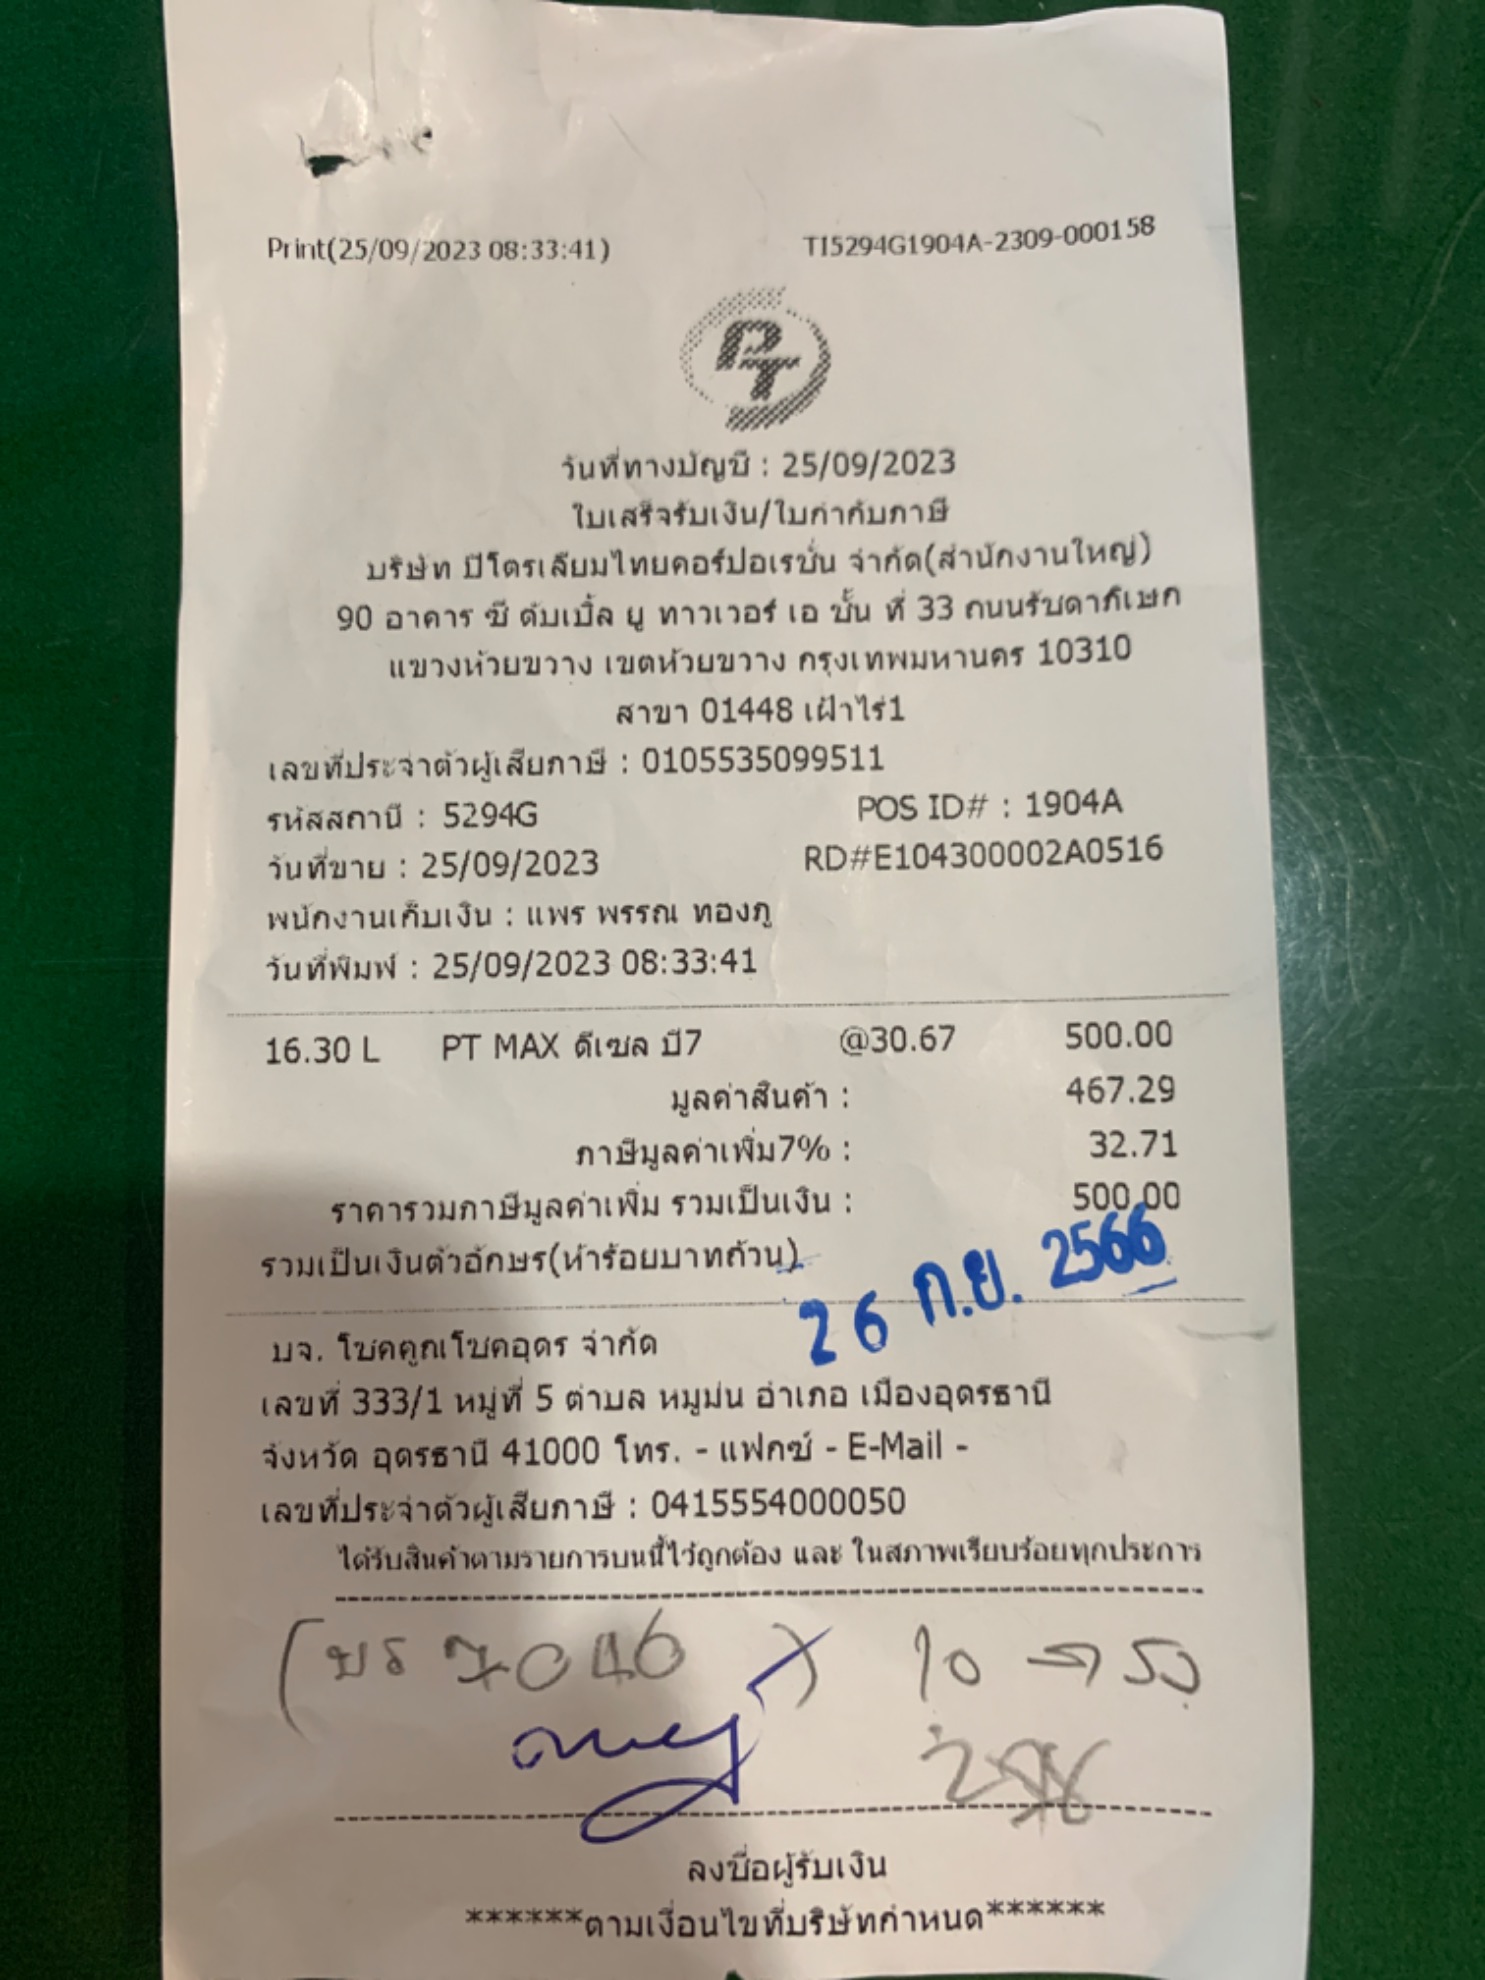 Print(25/09/2023 08:33:41) TI5294G1904A-2309-000158
PT
วันที่ทางบัญชี : 25/09/2023
ใบเสร็จรับเงิน/ใบกำกับภาษี
บริษัท ปิโตรเลียมไทยคอร์ปอเรชั่น จำกัด(สำนักงานใหญ่)
90 อาคาร ซี ดับเบิ้ล ยู ทาวเวอร์ เอ ชั้น ที่ 33 ถนนรัชดาภิเษก
แขวงห้วยขวาง เขตห้วยขวาง กรุงเทพมหานคร 10310
สาขา 01448 เฝ้าไร่1
เลขที่ประจำตัวผู้เสียภาษี : 0105535099511
รหัสสถานี : 5294G POS ID# : 1904A
วันที่ขาย : 25/09/2023 RD#E104300002A0516
พนักงานเก็บเงิน : แพร พรรณ ทองภู
วันที่พิมพ์ : 25/09/2023 08:33:41
16.30 L PT MAX ดีเซล บี7 @30.67 500.00
มูลค่าสินค้า : 467.29
ภาษีมูลค่าเพิ่ม7% : 32.71
ราคารวมภาษีมูลค่าเพิ่ม รวมเป็นเงิน : 500.00
รวมเป็นเงินตัวอักษร(ห้าร้อยบาทถ้วน)
26 ก.ย. 2566
บจ. โชคคูณโชคอุดร จำกัด
เลขที่ 333/1 หมู่ที่ 5 ตำบล หมูม่น อำเภอ เมืองอุดรธานี
จังหวัด อุดรธานี 41000 โทร. - แฟกซ์ - E-Mail -
เลขที่ประจำตัวผู้เสียภาษี : 0415554000050
ได้รับสินค้าตามรายการบนนี้ไว้ถูกต้อง และ ในสภาพเรียบร้อยทุกประการ
(บร 7046) 10
ลงชื่อผู้รับเงิน
******ตามเงื่อนไขที่บริษัทกำหนด******